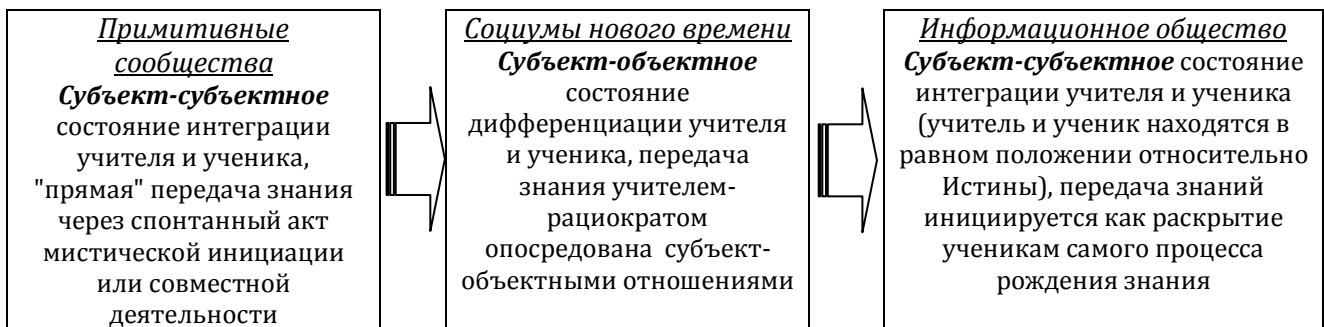 Примитивные
сообщества
Субъект-субъектное
состояние интеграции
учителя и ученика,
"прямая" передача знания
через спонтанный акт
мистической инициации
или совместной
деятельности
Социумы нового времени
Субъект-объектное
состояние
дифференциации учителя
и ученика, передача
знания учителем-
рациократом
опосредована субъект-
объектными отношениями
Информационное общество
Субъект-субъектное состояние
интеграции учителя и ученика
(учитель и ученик находятся в
равном положении относительно
Истины), передача знаний
инициируется как раскрытие
ученикам самого процесса
рождения знания